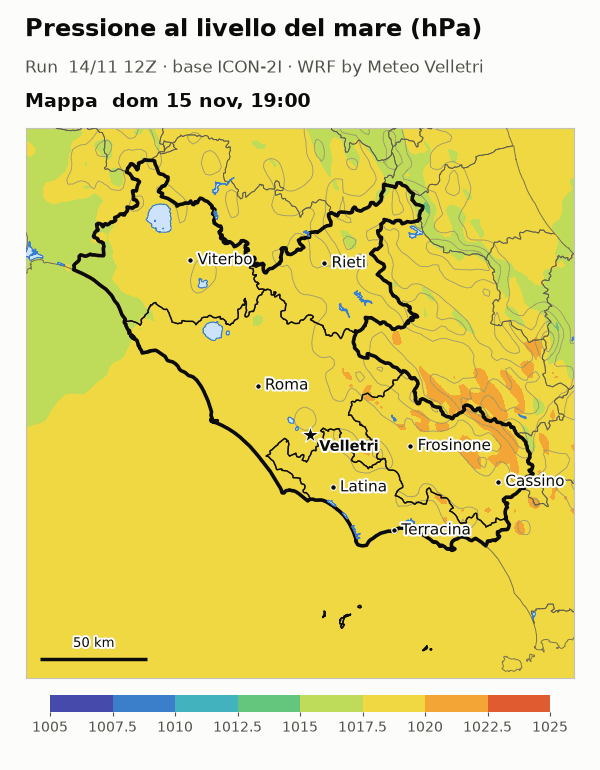 Pressione al livello del mare (hPa)
Run  14/11 12Z · base ICON-2I · WRF by Meteo Velletri
Mappa  dom 15 nov, 19:00
Viterbo
Rieti
Roma
Velletri
Frosinone
Cassino
Latina
Terracina
50 km
1005 1007.5 1010 1012.5 1015 1017.5 1020 1022.5 1025